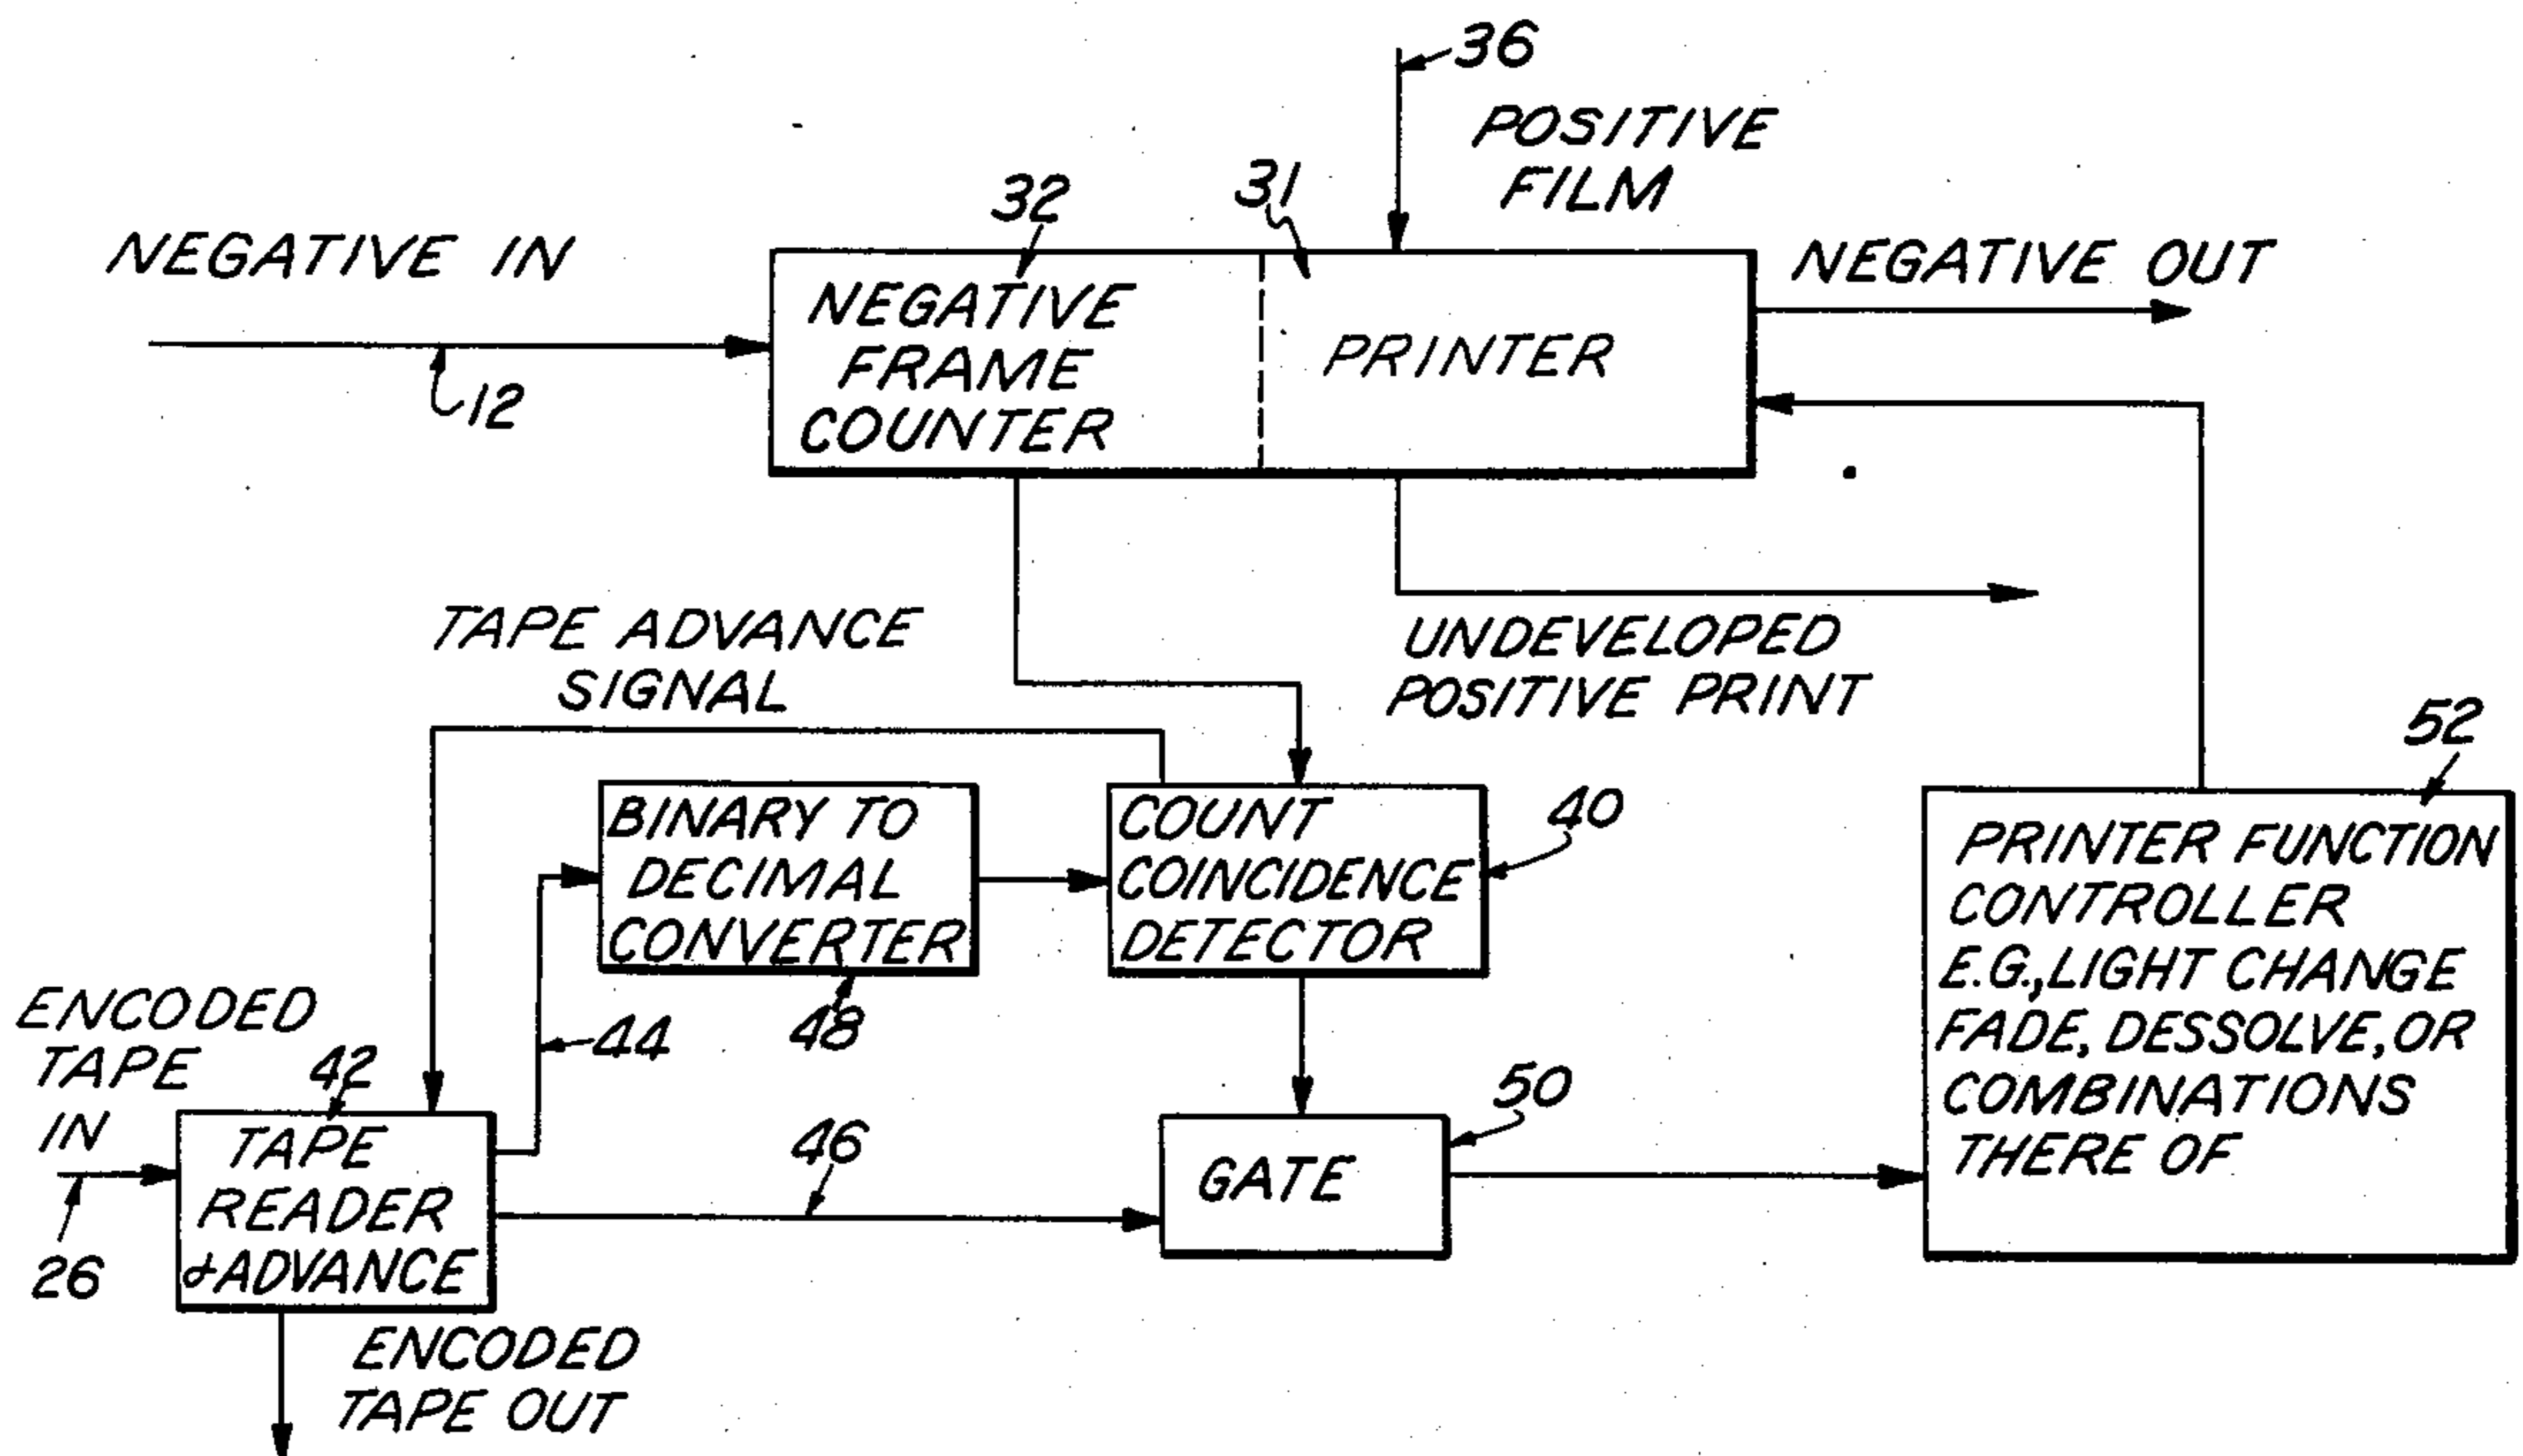 36
POSITIVE
FILM
32
31
NEGATIVE IN
NEGATIVE OUT
NEGATIVE
FRAME
COUNTER
PRINTER
12
TAPE ADVANCE
SIGNAL
UNDEVELOPED
POSITIVE PRINT
52
BINARY TO
DECIMAL
CONVERTER
COUNT
COINCIDENCE
DETECTOR
40
PRINTER FUNCTION
CONTROLLER
E.G., LIGHT CHANGE
FADE, DESSOLVE, OR
COMBINATIONS
THERE OF
ENCODED
TAPE
IN
42
44
48
46
50
TAPE
READER
& ADVANCE
GATE
26
ENCODED
TAPE OUT